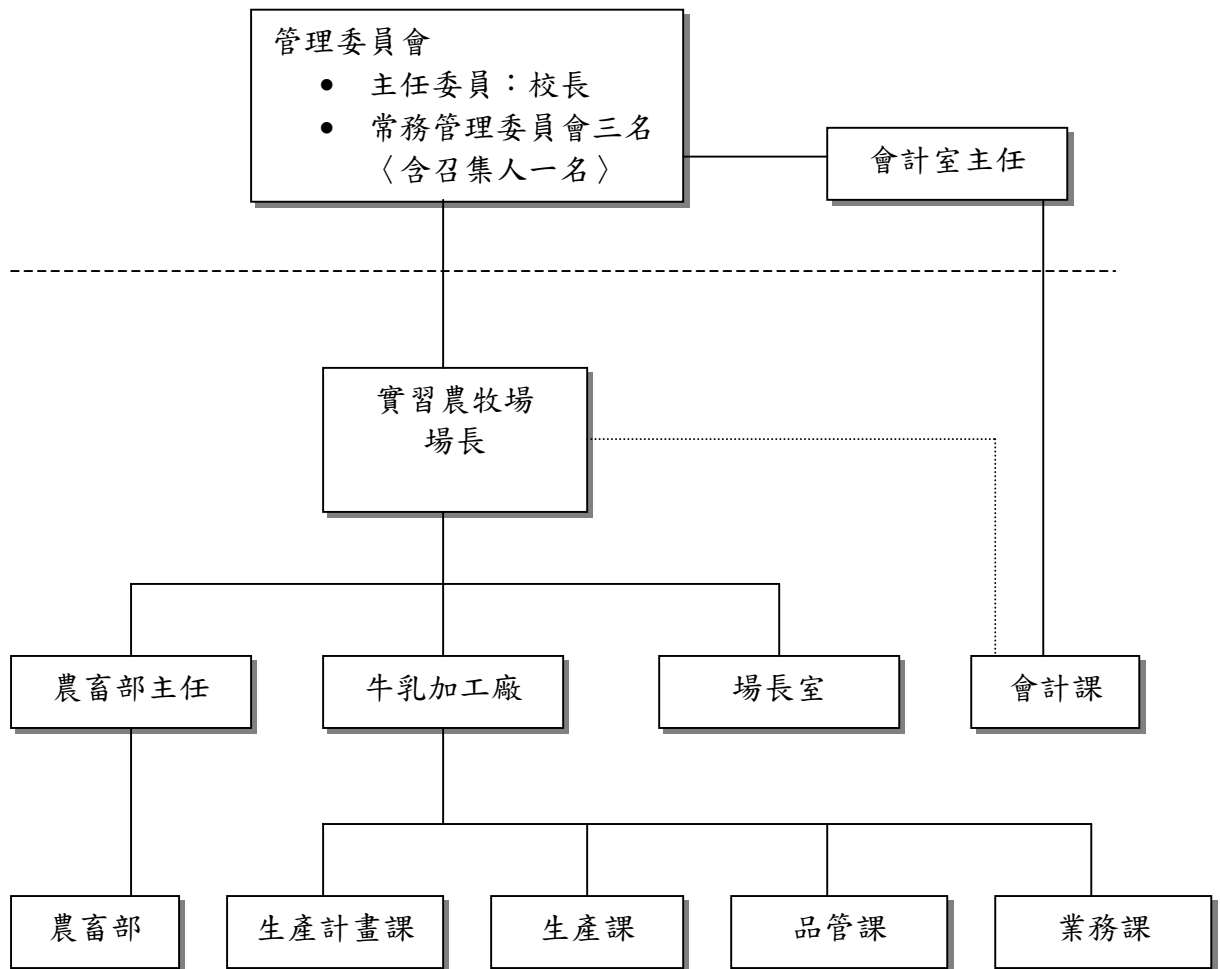 管理委員會
• 主任委員：校長
• 常務管理委員會三名
〈含召集人一名〉
會計室主任
實習農牧場
場長
農畜部主任
牛乳加工廠
場長室
會計課
農畜部
生產計畫課
生產課
品管課
業務課